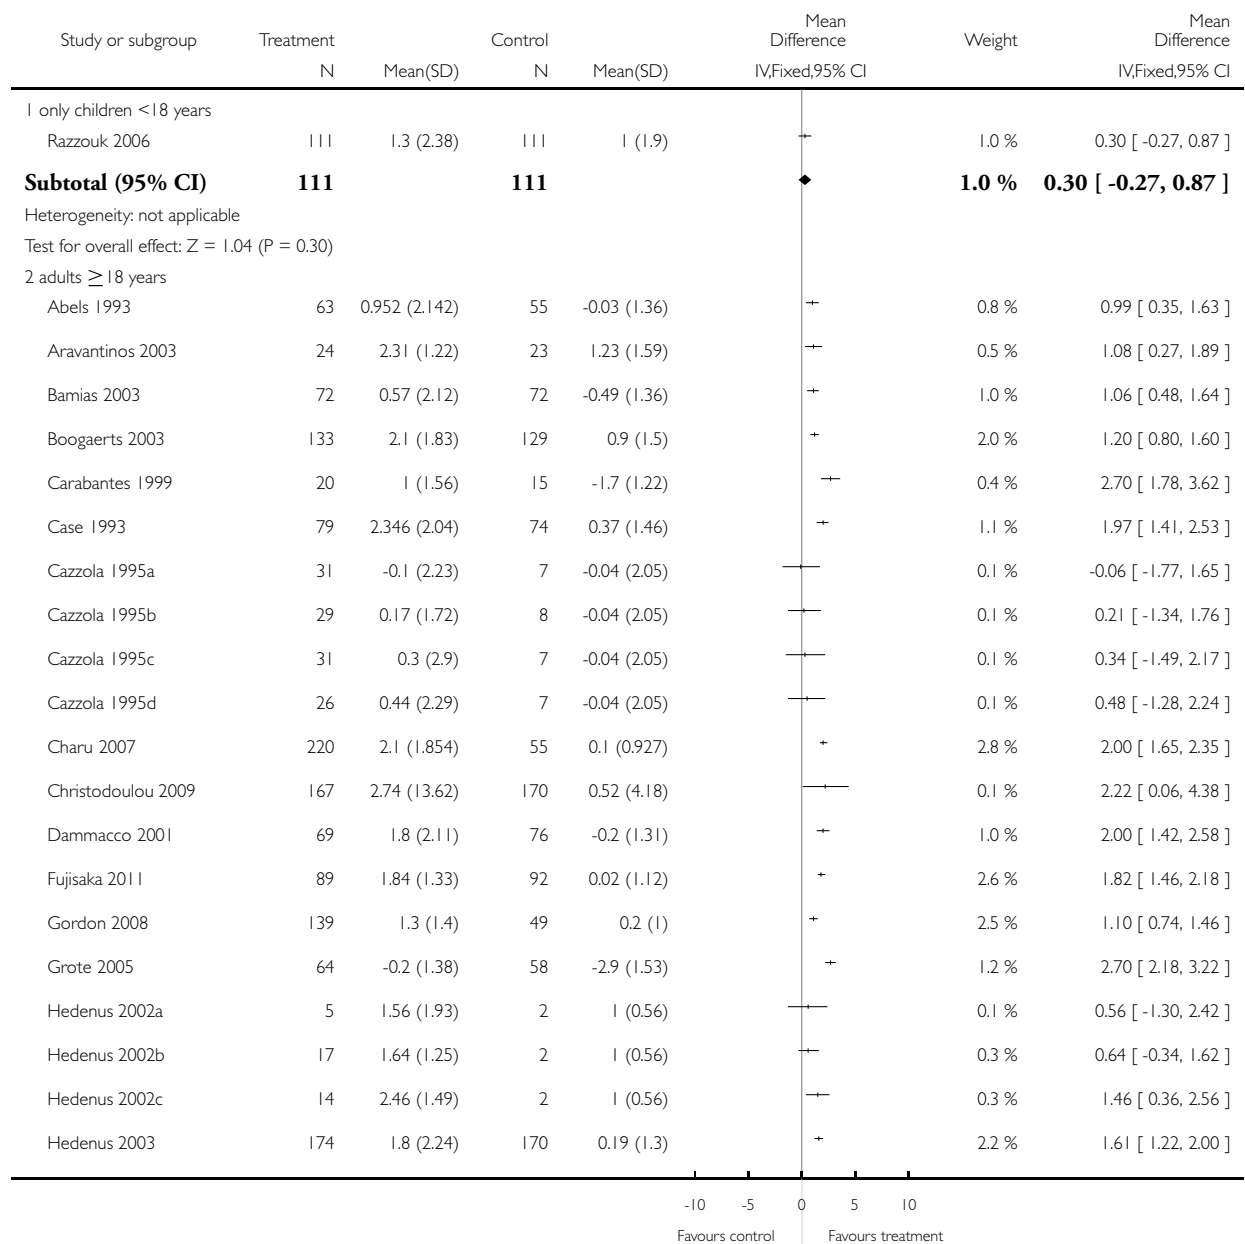 Mean Mean
Study or subgroup Treatment Control Difference Weight Difference
N Mean(SD) N Mean(SD) IV,Fixed,95% CI IV,Fixed,95% CI
1 only children <18 years
Razzouk 2006 111 1.3 (2.38) 111 1 (1.9) 1.0 % 0.30 [ -0.27, 0.87 ]
Subtotal (95% CI) 111 111 1.0 % 0.30 [ -0.27, 0.87 ]
Heterogeneity: not applicable
Test for overall effect: Z = 1.04 (P = 0.30)
2 adults ≥18 years
Abels 1993 63 0.952 (2.142) 55 -0.03 (1.36) 0.8 % 0.99 [ 0.35, 1.63 ]
Aravantinos 2003 24 2.31 (1.22) 23 1.23 (1.59) 0.5 % 1.08 [ 0.27, 1.89 ]
Bamias 2003 72 0.57 (2.12) 72 -0.49 (1.36) 1.0 % 1.06 [ 0.48, 1.64 ]
Boogaerts 2003 133 2.1 (1.83) 129 0.9 (1.5) 2.0 % 1.20 [ 0.80, 1.60 ]
Carabantes 1999 20 1 (1.56) 15 -1.7 (1.22) 0.4 % 2.70 [ 1.78, 3.62 ]
Case 1993 79 2.346 (2.04) 74 0.37 (1.46) 1.1 % 1.97 [ 1.41, 2.53 ]
Cazzola 1995a 31 -0.1 (2.23) 7 -0.04 (2.05) 0.1 % -0.06 [ -1.77, 1.65 ]
Cazzola 1995b 29 0.17 (1.72) 8 -0.04 (2.05) 0.1 % 0.21 [ -1.34, 1.76 ]
Cazzola 1995c 31 0.3 (2.9) 7 -0.04 (2.05) 0.1 % 0.34 [ -1.49, 2.17 ]
Cazzola 1995d 26 0.44 (2.29) 7 -0.04 (2.05) 0.1 % 0.48 [ -1.28, 2.24 ]
Charu 2007 220 2.1 (1.854) 55 0.1 (0.927) 2.8 % 2.00 [ 1.65, 2.35 ]
Christodoulou 2009 167 2.74 (13.62) 170 0.52 (4.18) 0.1 % 2.22 [ 0.06, 4.38 ]
Dammacco 2001 69 1.8 (2.11) 76 -0.2 (1.31) 1.0 % 2.00 [ 1.42, 2.58 ]
Fujisaka 2011 89 1.84 (1.33) 92 0.02 (1.12) 2.6 % 1.82 [ 1.46, 2.18 ]
Gordon 2008 139 1.3 (1.4) 49 0.2 (1) 2.5 % 1.10 [ 0.74, 1.46 ]
Grote 2005 64 -0.2 (1.38) 58 -2.9 (1.53) 1.2 % 2.70 [ 2.18, 3.22 ]
Hedenus 2002a 5 1.56 (1.93) 2 1 (0.56) 0.1 % 0.56 [ -1.30, 2.42 ]
Hedenus 2002b 17 1.64 (1.25) 2 1 (0.56) 0.3 % 0.64 [ -0.34, 1.62 ]
Hedenus 2002c 14 2.46 (1.49) 2 1 (0.56) 0.3 % 1.46 [ 0.36, 2.56 ]
Hedenus 2003 174 1.8 (2.24) 170 0.19 (1.3) 2.2 % 1.61 [ 1.22, 2.00 ]
-10 -5 0 5 10
Favours control Favours treatment